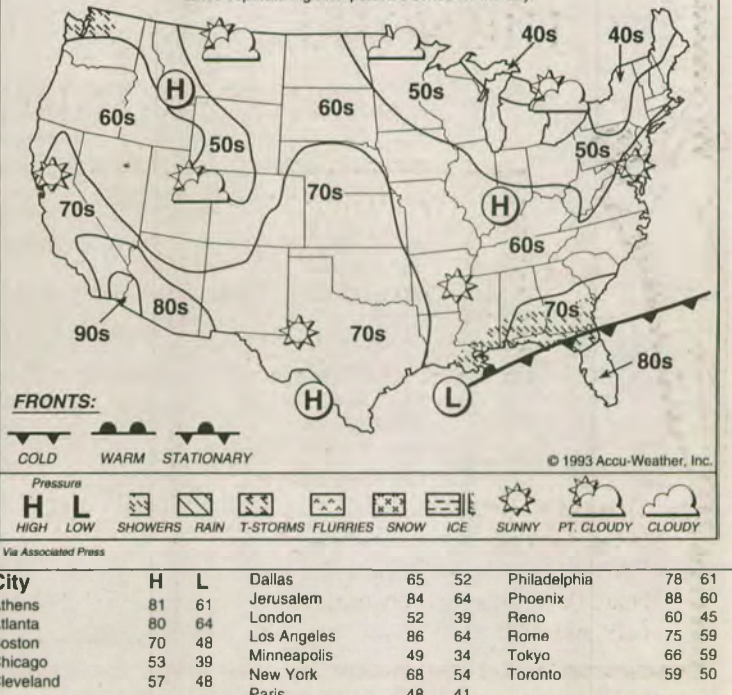 40s 40s
H
60s 60s 50s
50s 50s
70s 70s
H
60s
80s 70s
90s 70s 80s
H L
FRONTS:
COLD WARM STATIONARY
© 1993 Accu-Weather, Inc.
Pressure
H L
HIGH LOW SHOWERS RAIN T-STORMS FLURRIES SNOW ICE SUNNY PT. CLOUDY CLOUDY
Via Associated Press
City H L
thens 81 61
tlanta 80 64
oston 70 48
hicago 53 39
leveland 57 48
Dallas 65 52
Jerusalem 84 64
London 52 39
Los Angeles 86 64
Minneapolis 49 34
New York 68 54
Paris 48 41
Philadelphia 78 61
Phoenix 88 60
Reno 60 45
Rome 75 59
Tokyo 66 59
Toronto 59 50